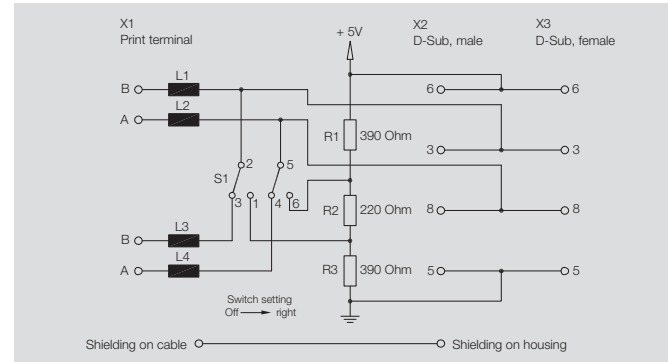 X1
Print terminal
+ 5V
X2
D-Sub, male
X3
D-Sub, female
B
L1
6
6
A
L2
R1
390 Ohm
3
3
S1
2
5
3
1
4
6
R2
220 Ohm
8
8
B
L3
A
L4
R3
390 Ohm
5
5
Switch setting
Off right
Shielding on cable
Shielding on housing